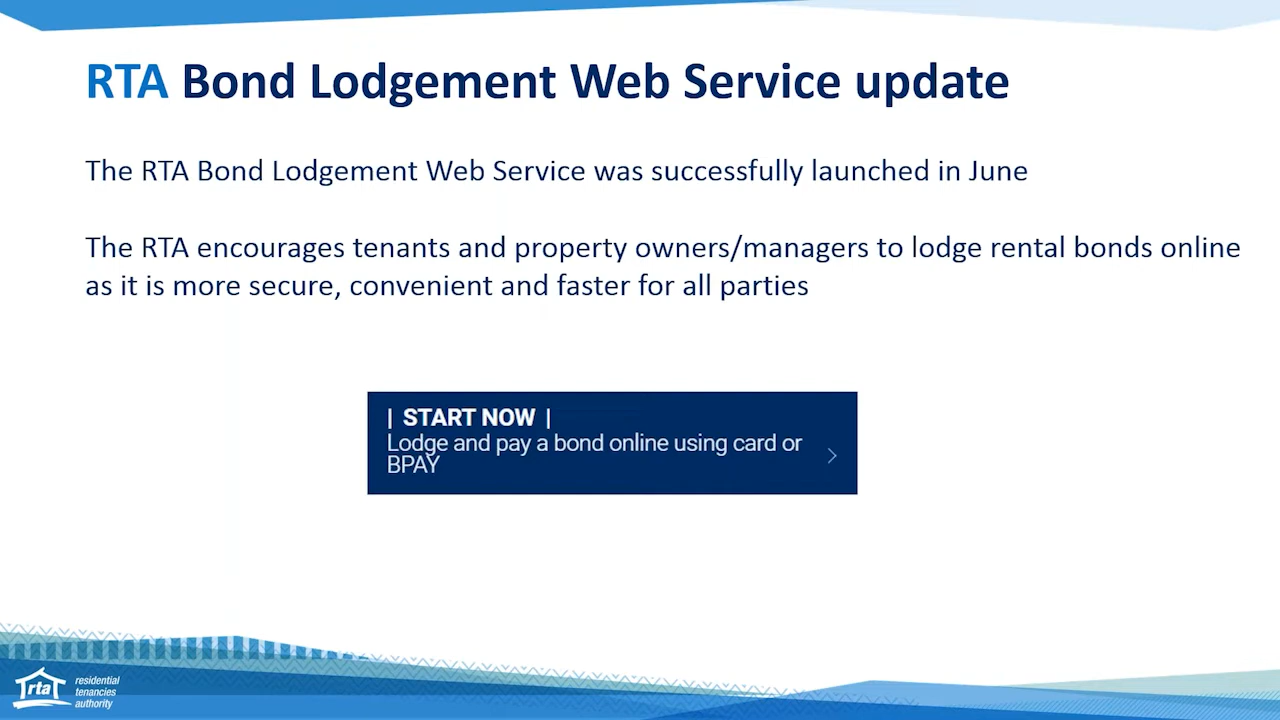 RTA Bond Lodgement Web Service update
The RTA Bond Lodgement Web Service was successfully launched in June
The RTA encourages tenants and property owners/managers to lodge rental bonds online
as it is more secure, convenient and faster for all parties
| START NOW |
Lodge and pay a bond online using card or
BPAY
rta
residential
tenancies
authority